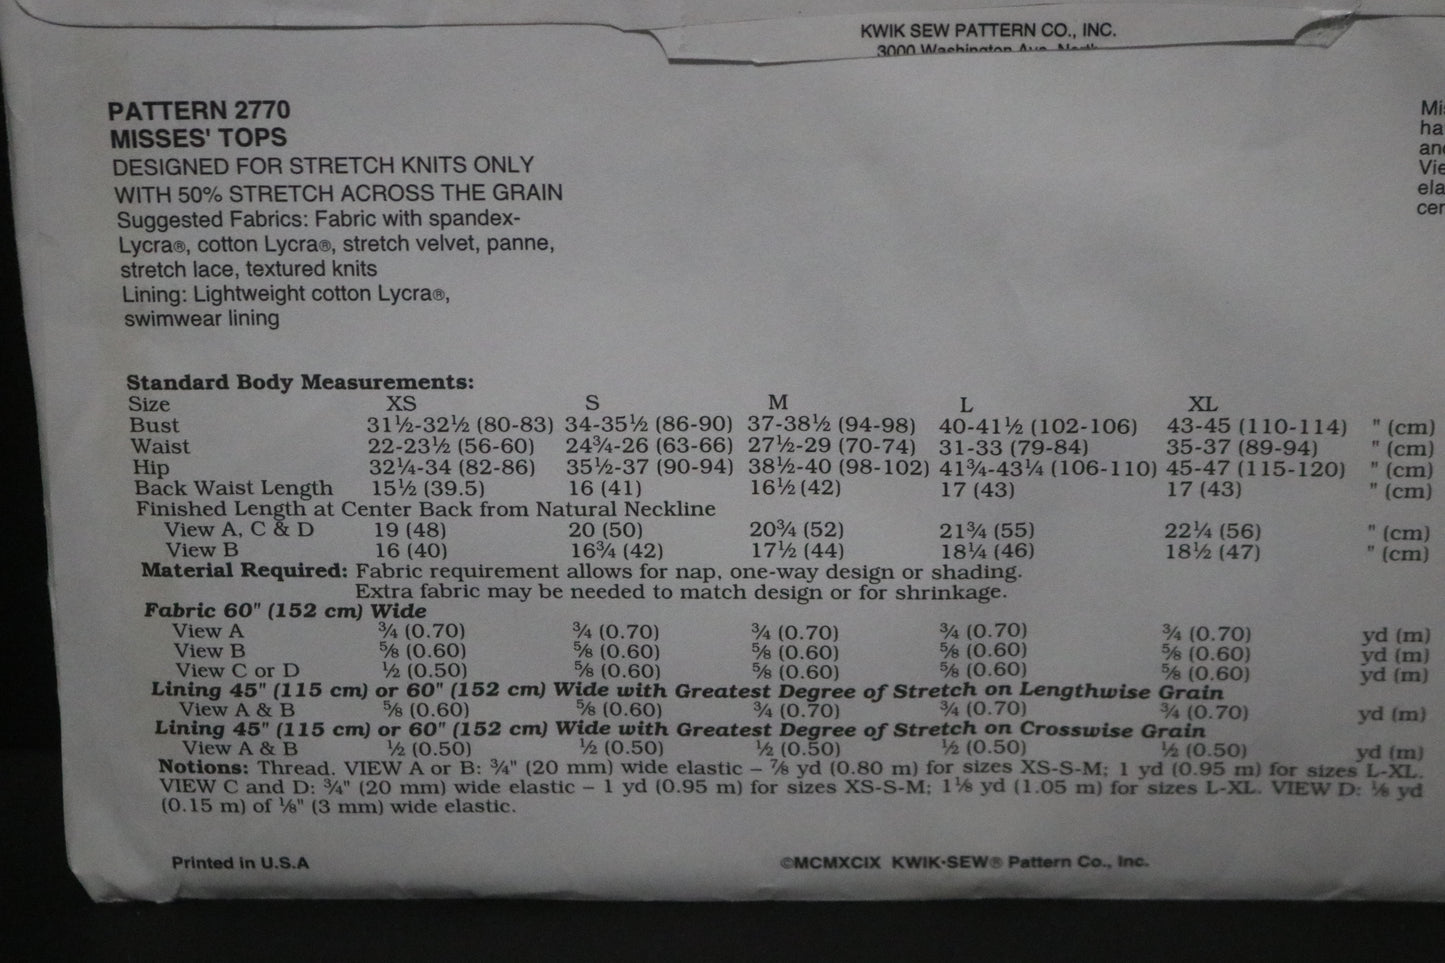 KWIK SEW PATTERN CO., INC.
3000 Washington Ave. North
PATTERN 2770
MISSES' TOPS
DESIGNED FOR STRETCH KNITS ONLY
WITH 50% STRETCH ACROSS THE GRAIN
Suggested Fabrics: Fabric with spandex-
Lycra®, cotton Lycra®, stretch velvet, panne,
stretch lace, textured knits
Lining: Lightweight cotton Lycra®,
swimwear lining
Mi
ha
and
Vie
ela
cer
Standard Body Measurements:
Size XS S M L XL
Bust 31½-32½ (80-83) 34-35½ (86-90) 37-38½ (94-98) 40-41½ (102-106) 43-45 (110-114) " (cm)
Waist 22-23½ (56-60) 24¾-26 (63-66) 27½-29 (70-74) 31-33 (79-84) 35-37 (89-94) " (cm)
Hip 32¼-34 (82-86) 35½-37 (90-94) 38½-40 (98-102) 41¾-43¼ (106-110) 45-47 (115-120) " (cm)
Back Waist Length 15½ (39.5) 16 (41) 16½ (42) 17 (43) 17 (43) " (cm)
Finished Length at Center Back from Natural Neckline
View A, C & D 19 (48) 20 (50) 20¾ (52) 21¾ (55) 22¼ (56) " (cm)
View B 16 (40) 16¾ (42) 17½ (44) 18¼ (46) 18½ (47) " (cm)
Material Required: Fabric requirement allows for nap, one-way design or shading.
Extra fabric may be needed to match design or for shrinkage.
Fabric 60" (152 cm) Wide
View A ¾ (0.70) ¾ (0.70) ¾ (0.70) ¾ (0.70) ¾ (0.70) yd (m)
View B ⅝ (0.60) ⅝ (0.60) ⅝ (0.60) ⅝ (0.60) ⅝ (0.60) yd (m)
View C or D ½ (0.50) ⅝ (0.60) ⅝ (0.60) ⅝ (0.60) ⅝ (0.60) yd (m)
Lining 45" (115 cm) or 60" (152 cm) Wide with Greatest Degree of Stretch on Lengthwise Grain
View A & B ⅝ (0.60) ⅝ (0.60) ¾ (0.70) ¾ (0.70) ¾ (0.70) yd (m)
Lining 45" (115 cm) or 60" (152 cm) Wide with Greatest Degree of Stretch on Crosswise Grain
View A & B ½ (0.50) ½ (0.50) ½ (0.50) ½ (0.50) ½ (0.50) yd (m)
Notions: Thread. VIEW A or B: ¾" (20 mm) wide elastic – ⅞ yd (0.80 m) for sizes XS-S-M; 1 yd (0.95 m) for sizes L-XL.
VIEW C and D: ¾" (20 mm) wide elastic – 1 yd (0.95 m) for sizes XS-S-M; 1⅛ yd (1.05 m) for sizes L-XL. VIEW D: ⅛ yd
(0.15 m) of ⅛" (3 mm) wide elastic.
Printed in U.S.A ©MCMXCIX KWIK•SEW® Pattern Co., Inc.